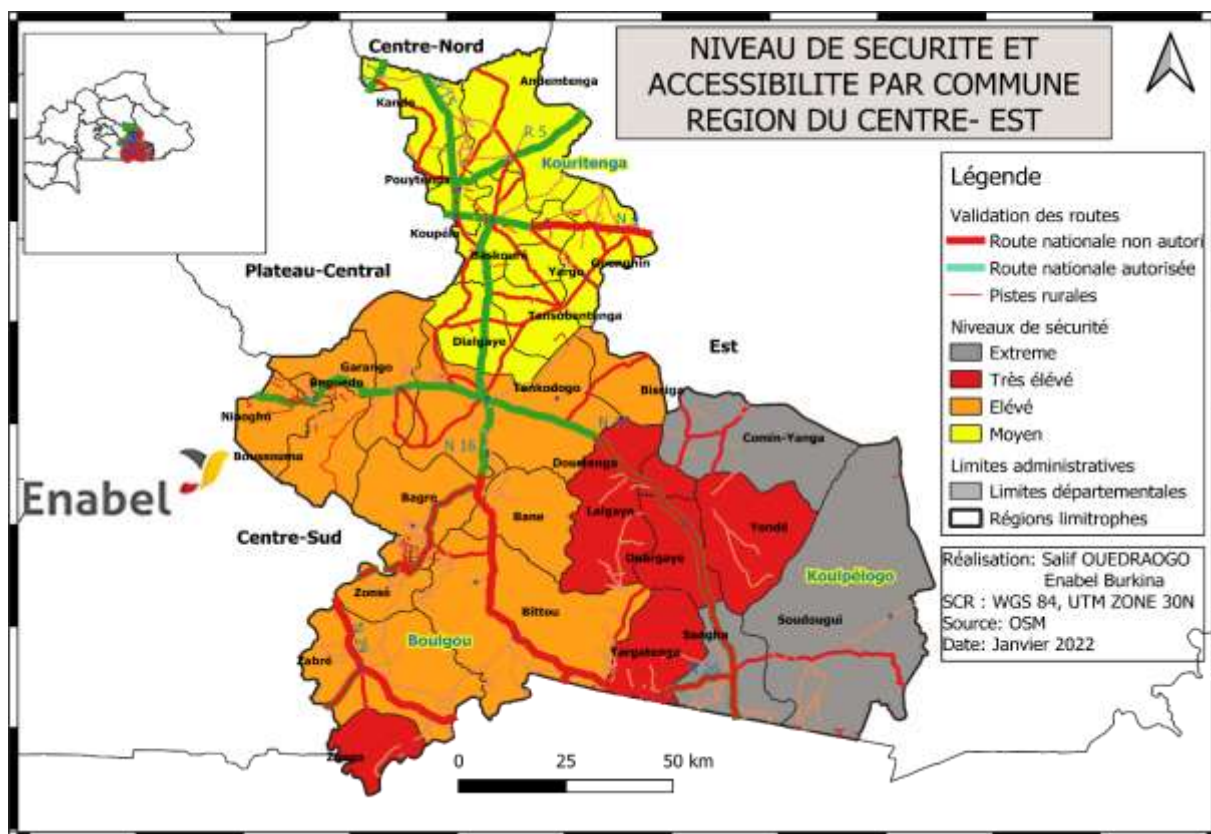 Centre-Nord
NIVEAU DE SECURITE ET
ACCESSIBILITE PAR COMMUNE
REGION DU CENTRE- EST
Andemtenga
Kando
R 5
Kouritenga
Pouytenga
Koupéla
N 4
Baskouré
Yargo
Gounghin
Plateau-Central
Tensobentenga
Dialgaye
Est
Garango
Tenkodogo
Bissiga
Niaogho
Boussouma
Comin-Yanga
N 16
Dourtenga
Enabel
Bagré
Bane
Lalgaye
Yondé
Centre-Sud
Ouargaye
Koulpélogo
Zonsé
Bittou
Soudougui
Boulgou
Sangha
Zabré
Yargatenga
0 25 50 km
Légende
Validation des routes
Route nationale non autori
Route nationale autorisée
Pistes rurales
Niveaux de sécurité
Extreme
Très élévé
Elévé
Moyen
Limites administratives
Limites départementales
Régions limitrophes
Réalisation: Salif OUEDRAOGO
Enabel Burkina
SCR : WGS 84, UTM ZONE 30N
Source: OSM
Date: Janvier 2022